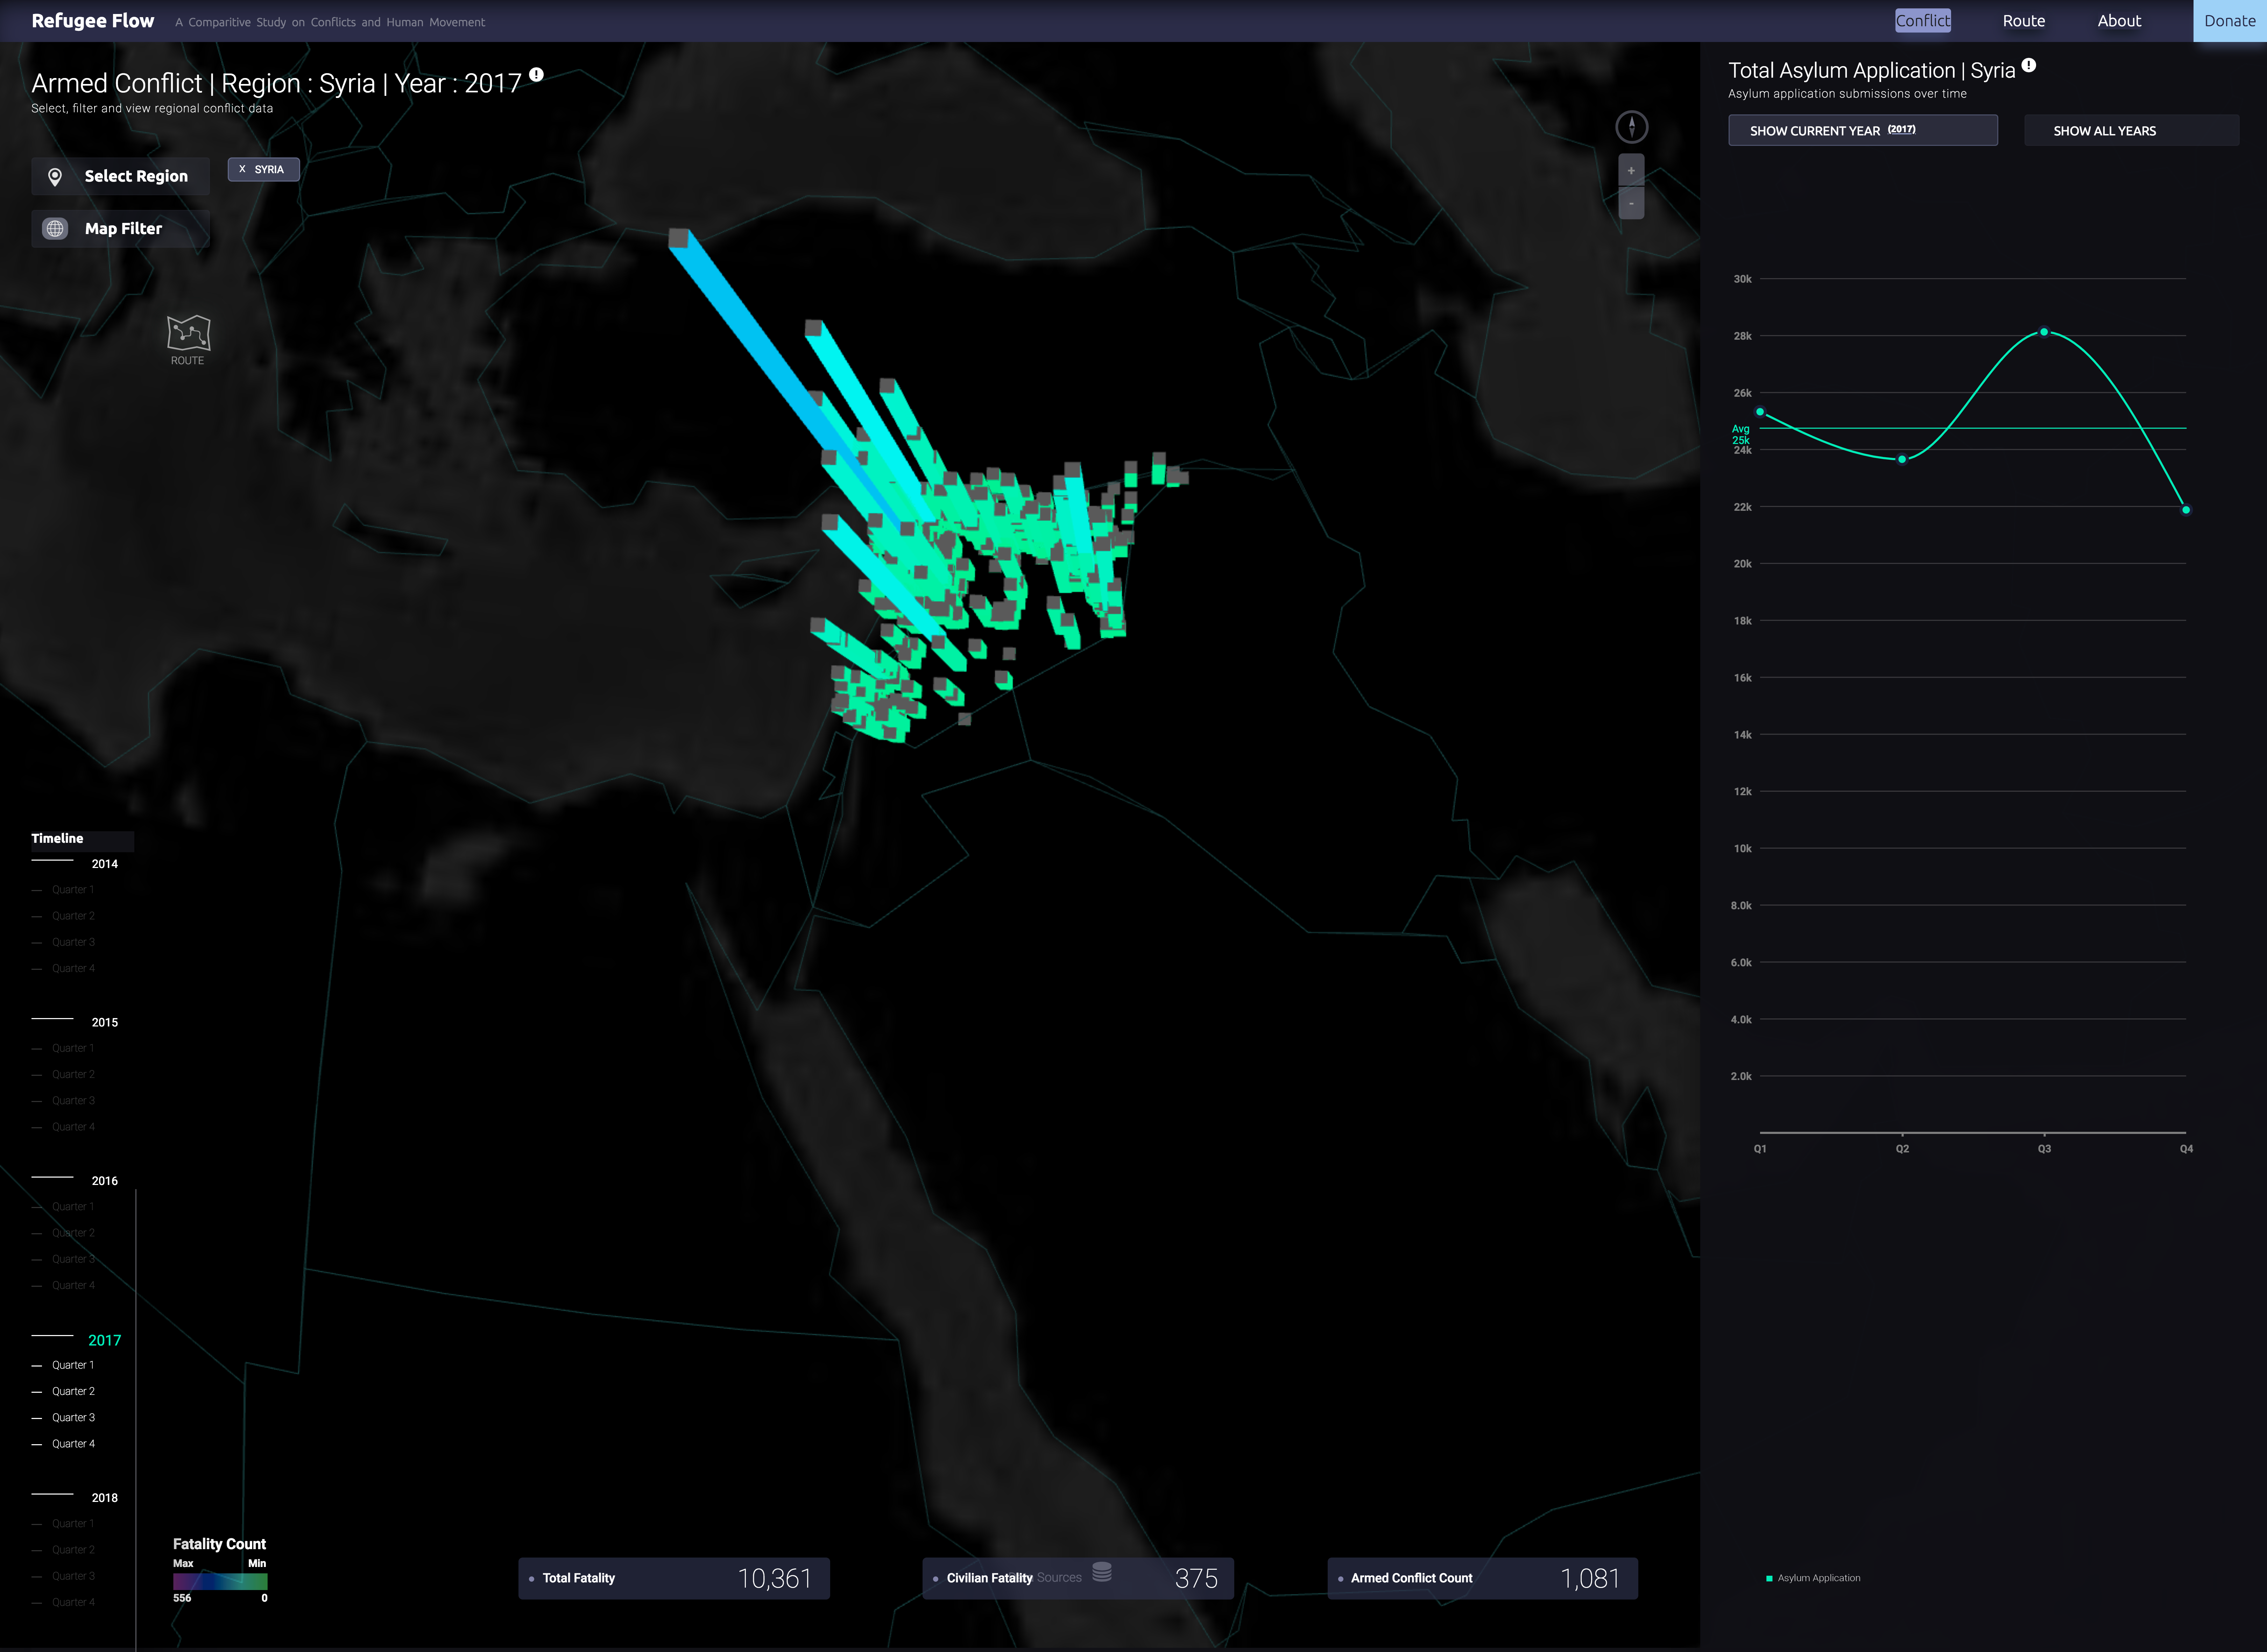 Refugee Flow
A Comparitive Study on Conflicts and Human Movement
Conflict
Route
About
Donate
Armed Conflict | Region : Syria | Year : 2017 !
Select, filter and view regional conflict data
Select Region
X SYRIA
Map Filter
ROUTE
+
-
Timeline
2014
Quarter 1
Quarter 2
Quarter 3
Quarter 4
2015
Quarter 1
Quarter 2
Quarter 3
Quarter 4
2016
Quarter 1
Quarter 2
Quarter 3
Quarter 4
2017
Quarter 1
Quarter 2
Quarter 3
Quarter 4
2018
Quarter 1
Quarter 2
Quarter 3
Quarter 4
Fatality Count
Max Min
556 0
Total Fatality 10,361
Civilian Fatality 375
Sources
Armed Conflict Count 1,081
Total Asylum Application | Syria !
Asylum application submissions over time
SHOW CURRENT YEAR (2017)
SHOW ALL YEARS
30k
28k
26k
Avg
25k
24k
22k
20k
18k
16k
14k
12k
10k
8.0k
6.0k
4.0k
2.0k
Q1 Q2 Q3 Q4
Asylum Application